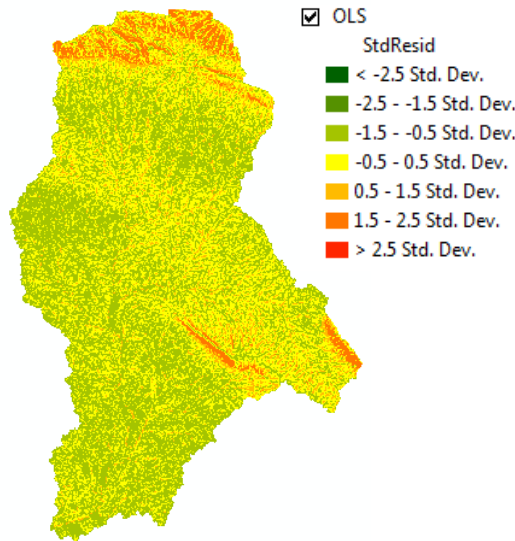 OLS
StdResid
< -2.5 Std. Dev.
-2.5 - -1.5 Std. Dev.
-1.5 - -0.5 Std. Dev.
-0.5 - 0.5 Std. Dev.
0.5 - 1.5 Std. Dev.
1.5 - 2.5 Std. Dev.
> 2.5 Std. Dev.